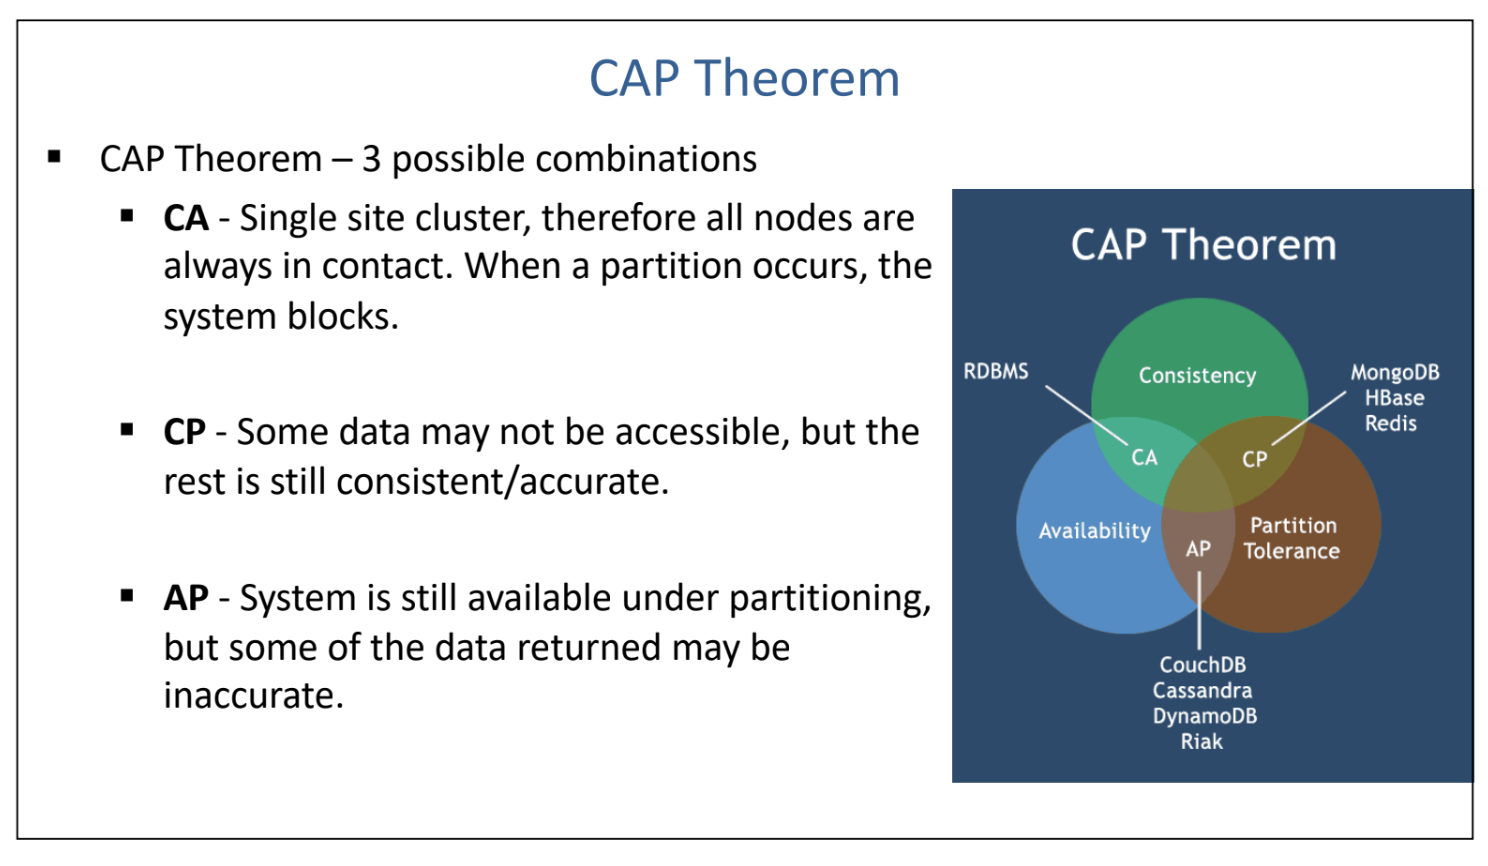 CAP Theorem
▪ CAP Theorem – 3 possible combinations
▪ CA - Single site cluster, therefore all nodes are
always in contact. When a partition occurs, the
system blocks.
▪ CP - Some data may not be accessible, but the
rest is still consistent/accurate.
▪ AP - System is still available under partitioning,
but some of the data returned may be
inaccurate.
CAP Theorem
RDBMS
Consistency
MongoDB
HBase
Redis
CA
CP
Availability
Partition
Tolerance
AP
CouchDB
Cassandra
DynamoDB
Riak